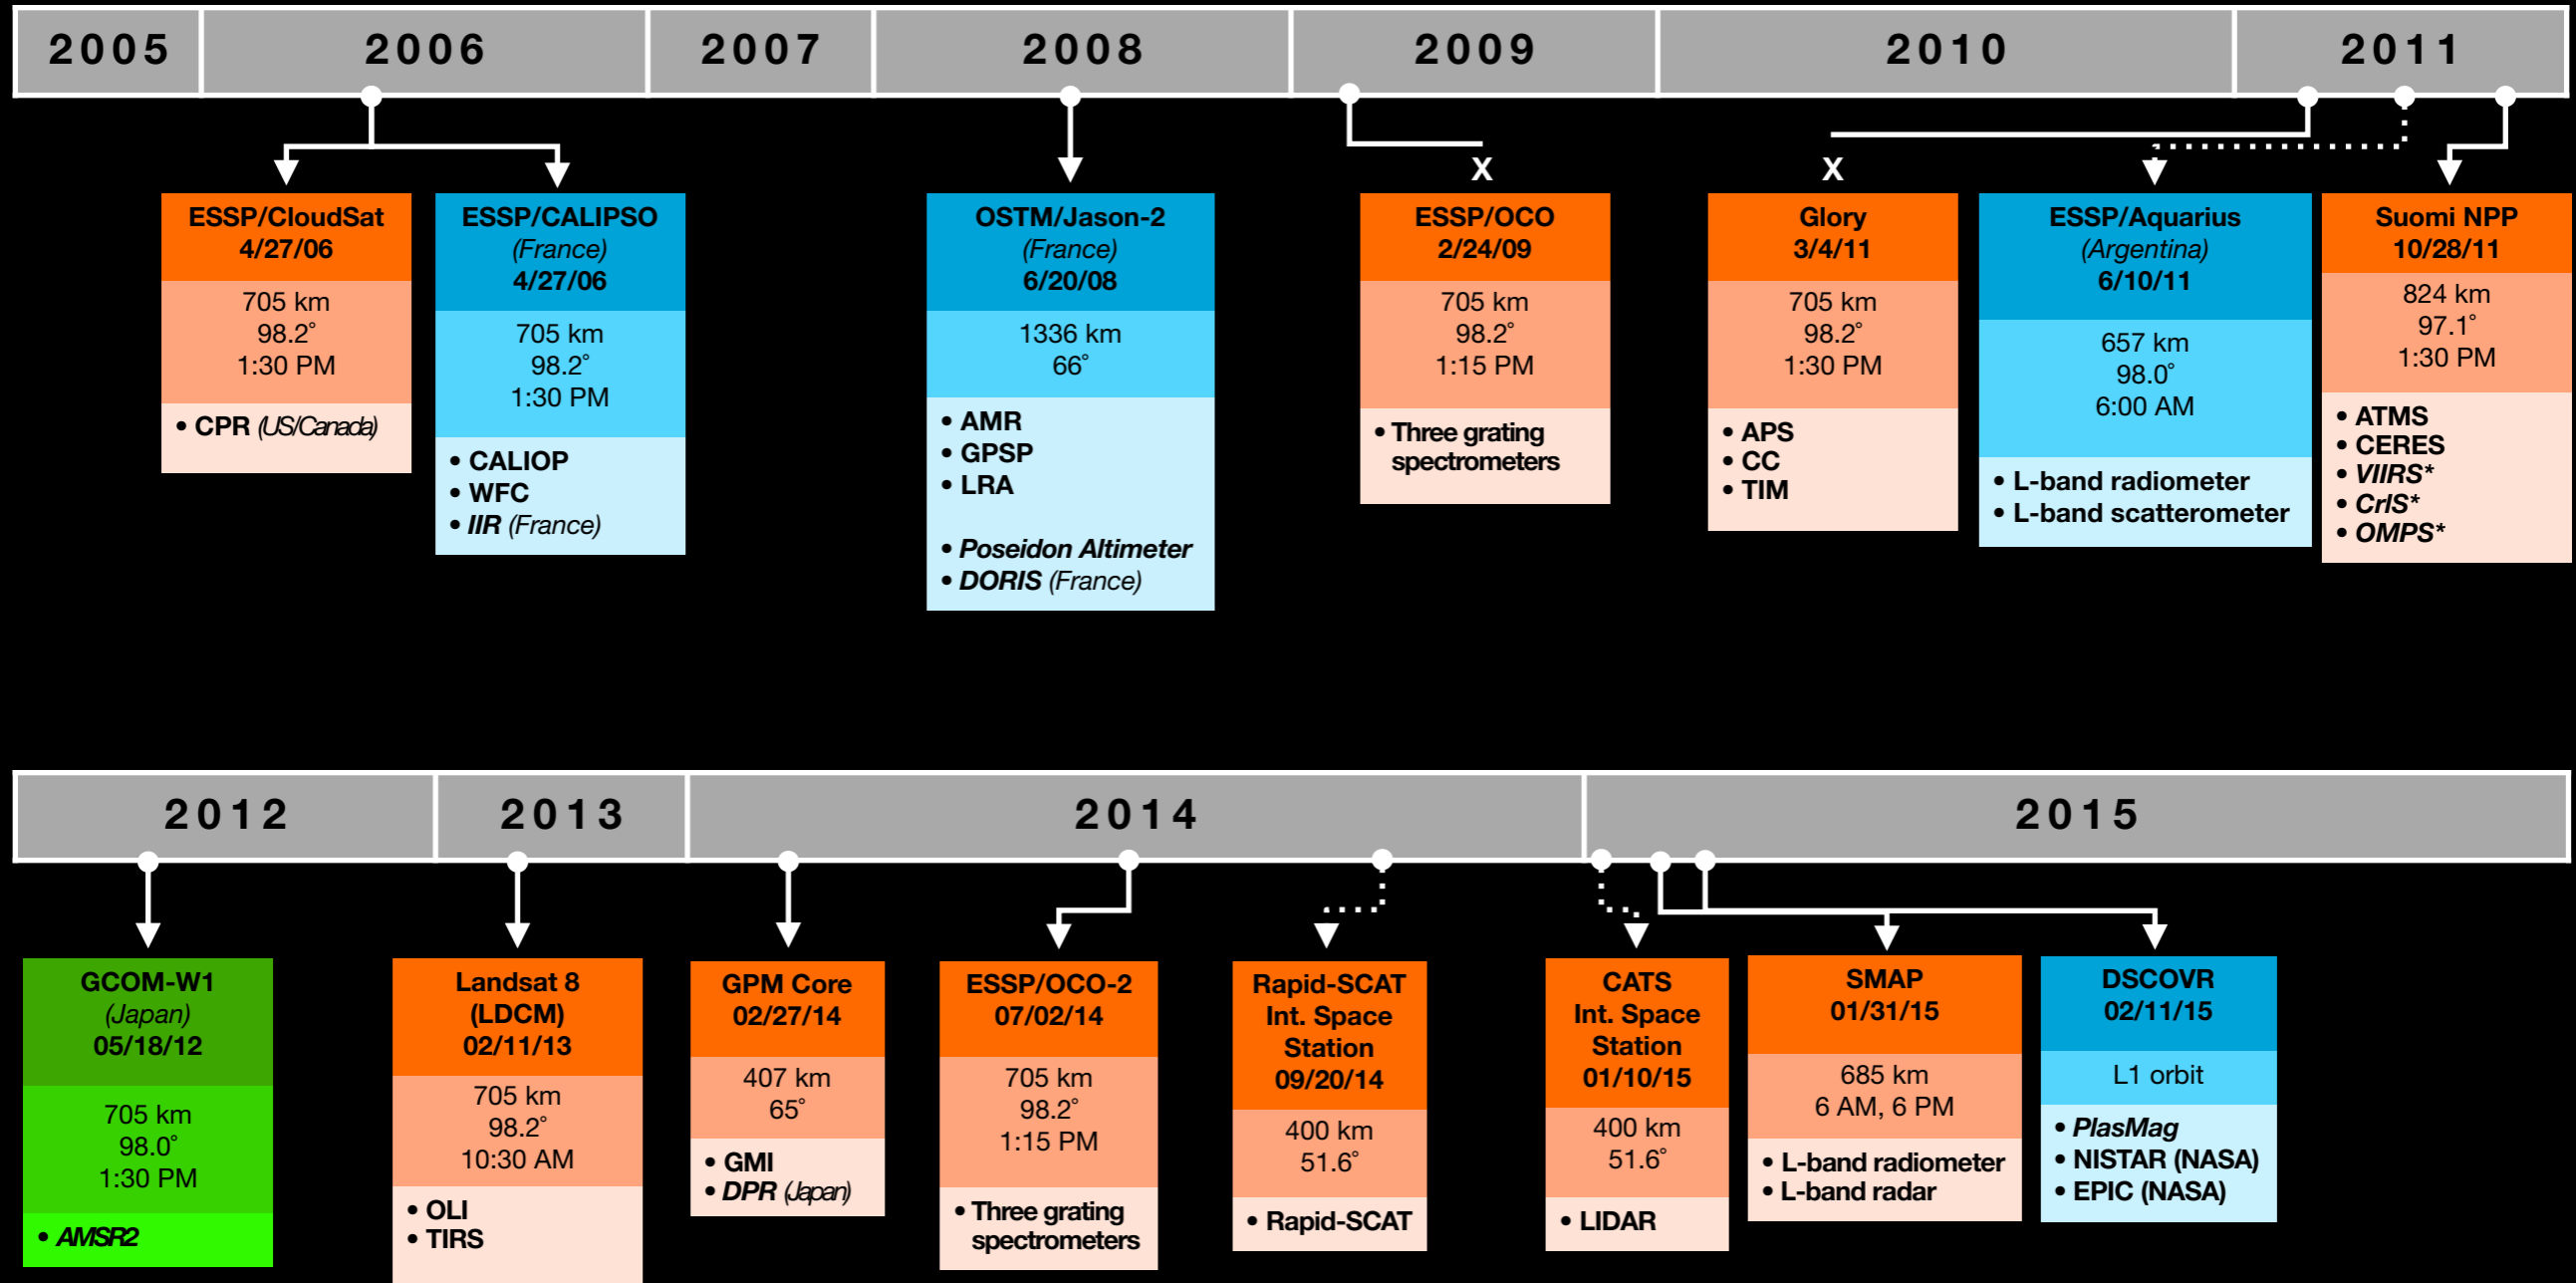 2005 2006 2007 2008 2009 2010 2011
X X
ESSP/CloudSat
4/27/06
705 km
98.2°
1:30 PM
• CPR (US/Canada)
ESSP/CALIPSO
(France)
4/27/06
705 km
98.2°
1:30 PM
• CALIOP
• WFC
• IIR (France)
OSTM/Jason-2
(France)
6/20/08
1336 km
66°
• AMR
• GPSP
• LRA
• Poseidon Altimeter
• DORIS (France)
ESSP/OCO
2/24/09
705 km
98.2°
1:15 PM
• Three grating
spectrometers
Glory
3/4/11
705 km
98.2°
1:30 PM
• APS
• CC
• TIM
ESSP/Aquarius
(Argentina)
6/10/11
657 km
98.0°
6:00 AM
• L-band radiometer
• L-band scatterometer
Suomi NPP
10/28/11
824 km
97.1°
1:30 PM
• ATMS
• CERES
• VIIRS*
• CrIS*
• OMPS*
2012 2013 2014 2015
GCOM-W1
(Japan)
05/18/12
705 km
98.0°
1:30 PM
• AMSR2
Landsat 8
(LDCM)
02/11/13
705 km
98.2°
10:30 AM
• OLI
• TIRS
GPM Core
02/27/14
407 km
65°
• GMI
• DPR (Japan)
ESSP/OCO-2
07/02/14
705 km
98.2°
1:15 PM
• Three grating
spectrometers
Rapid-SCAT
Int. Space
Station
09/20/14
400 km
51.6°
• Rapid-SCAT
CATS
Int. Space
Station
01/10/15
400 km
51.6°
• LIDAR
SMAP
01/31/15
685 km
6 AM, 6 PM
• L-band radiometer
• L-band radar
DSCOVR
02/11/15
L1 orbit
• PlasMag
• NISTAR (NASA)
• EPIC (NASA)